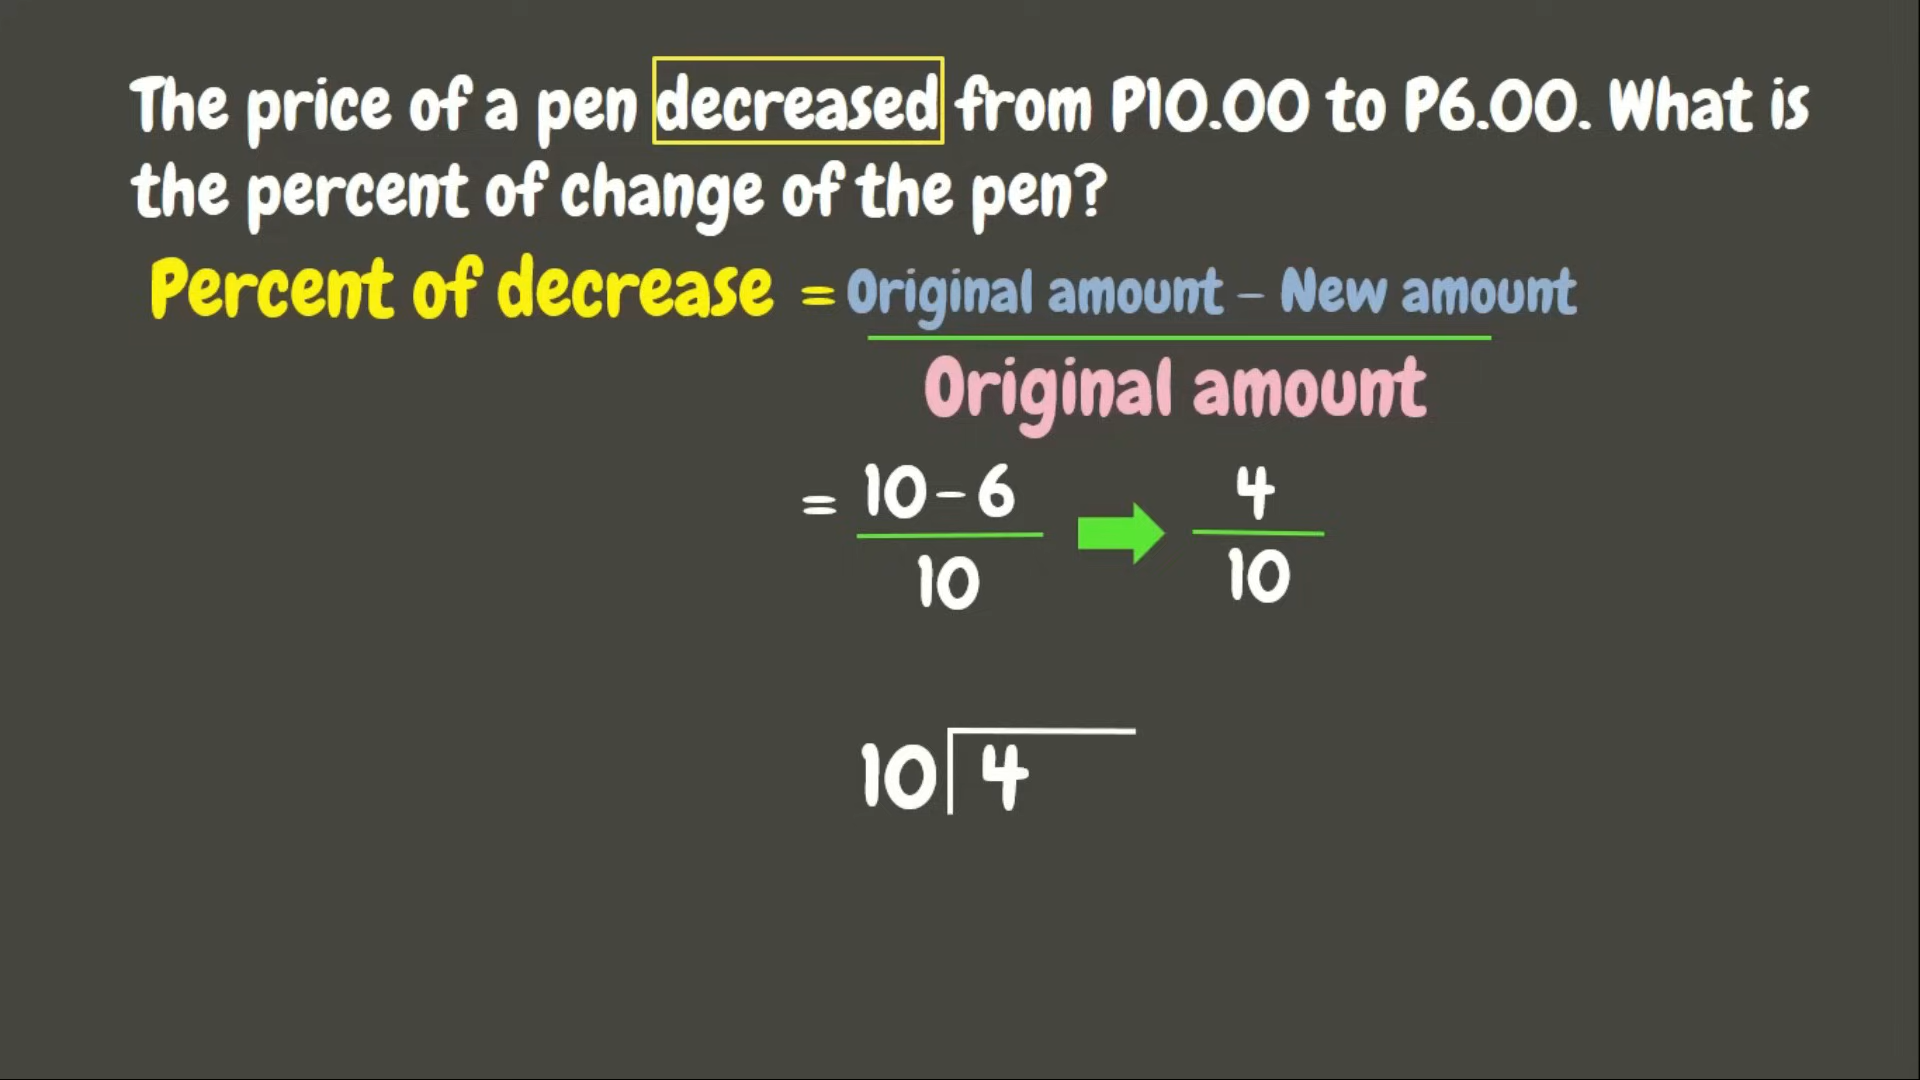 The price of a pen decreased from P10.00 to P6.00. What is
the percent of change of the pen?
Percent of decrease = Original amount - New amount
Original amount
= 10-6 4
10 10
10 4